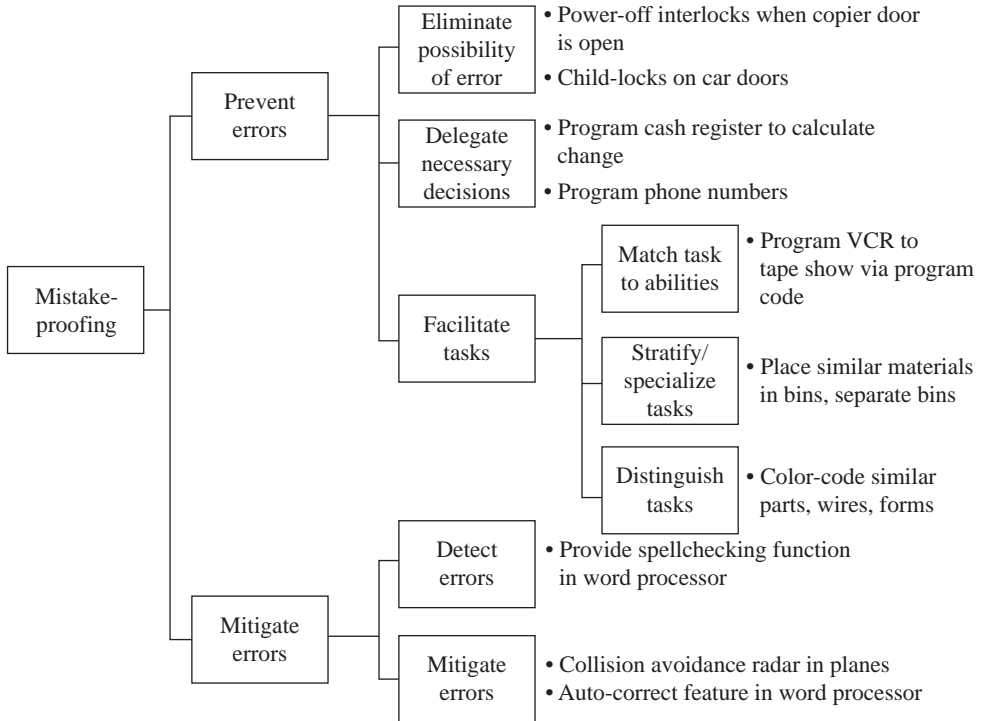 Eliminate
possibility
of error
• Power-off interlocks when copier door
is open
• Child-locks on car doors
Prevent
errors
Delegate
necessary
decisions
• Program cash register to calculate
change
• Program phone numbers
Mistake-
proofing
Facilitate
tasks
Match task
to abilities
• Program VCR to
tape show via program
code
Stratify/
specialize
tasks
• Place similar materials
in bins, separate bins
Distinguish
tasks
• Color-code similar
parts, wires, forms
Mitigate
errors
Detect
errors
• Provide spellchecking function
in word processor
Mitigate
errors
• Collision avoidance radar in planes
• Auto-correct feature in word processor